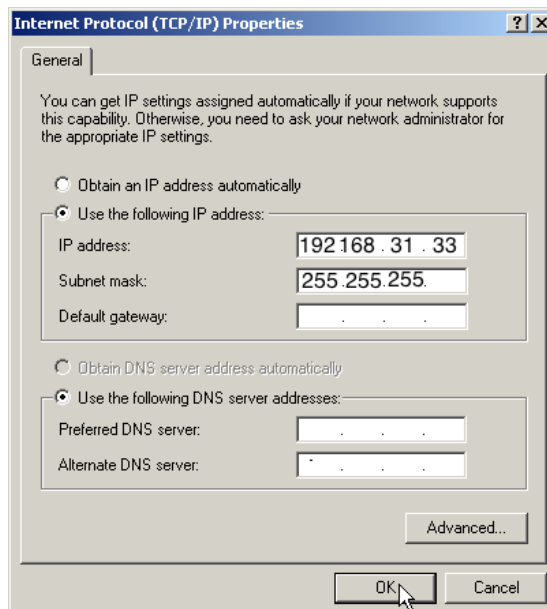 Internet Protocol (TCP/IP) Properties
General
You can get IP settings assigned automatically if your network supports
this capability. Otherwise, you need to ask your network administrator for
the appropriate IP settings.
Obtain an IP address automatically
Use the following IP address:
IP address: 192.168 . 31 . 33
Subnet mask: 255.255.255.
Default gateway: . . .
Obtain DNS server address automatically
Use the following DNS server addresses:
Preferred DNS server: . . .
Alternate DNS server: . . .
Advanced...
OK Cancel